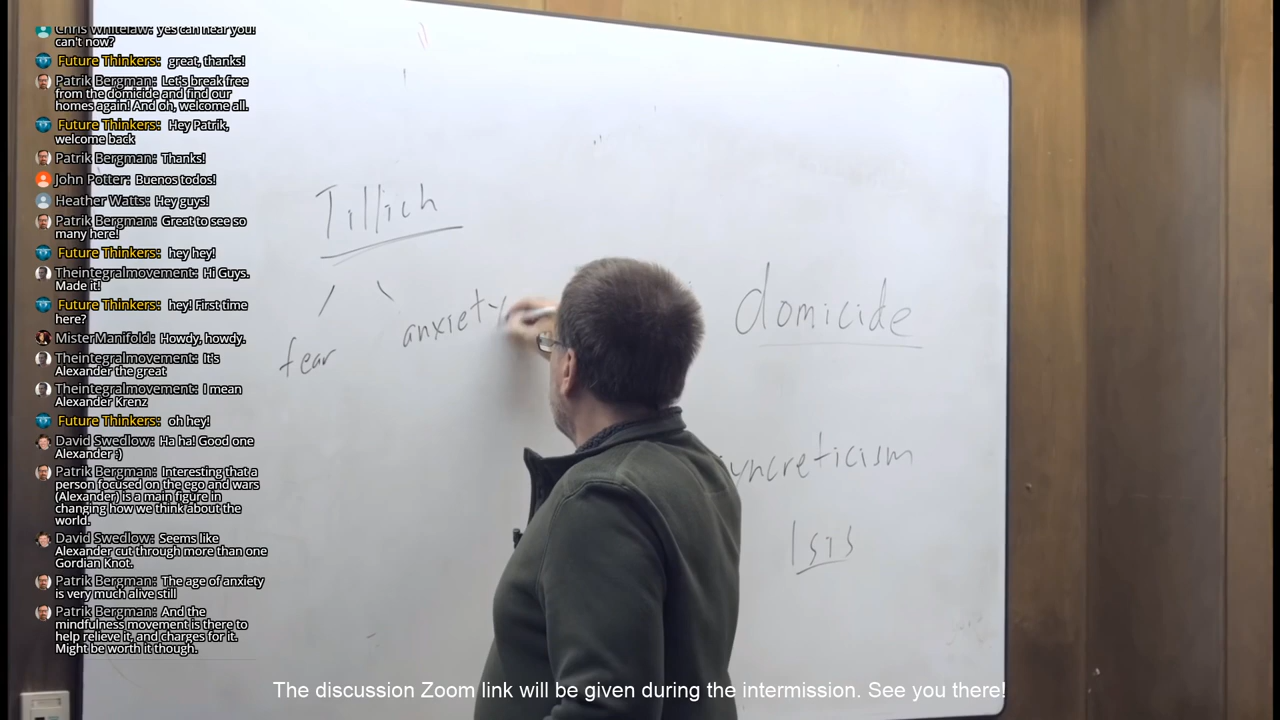 Chris Whitelaw: yes can hear you!
can't now?
Future Thinkers: great, thanks!
Patrik Bergman: Let's break free
from the domicide and find our
homes again! And oh, welcome all.
Future Thinkers: Hey Patrik,
welcome back
Patrik Bergman: Thanks!
John Potter: Buenos todos!
Heather Watts: Hey guys!
Patrik Bergman: Great to see so
many here!
Future Thinkers: hey hey!
Theintegralmovement: Hi Guys.
Made it!
Future Thinkers: hey! First time
here?
MisterManifold: Howdy, howdy.
Theintegralmovement: It's
Alexander the great
Theintegralmovement: I mean
Alexander Krenz
Future Thinkers: oh hey!
David Swedlow: Ha ha! Good one
Alexander :)
Patrik Bergman: Interesting that a
person focused on the ego and wars
(Alexander) is a main figure in
changing how we think about the
world.
David Swedlow: Seems like
Alexander cut through more than one
Gordian Knot.
Patrik Bergman: The age of anxiety
is very much alive still
Patrik Bergman: And the
mindfulness movement is there to
help relieve it, and charges for it.
Might be worth it though.
Tillich
fear
anxiety
domicide
yncreticism
Isis
The discussion Zoom link will be given during the intermission. See you there!